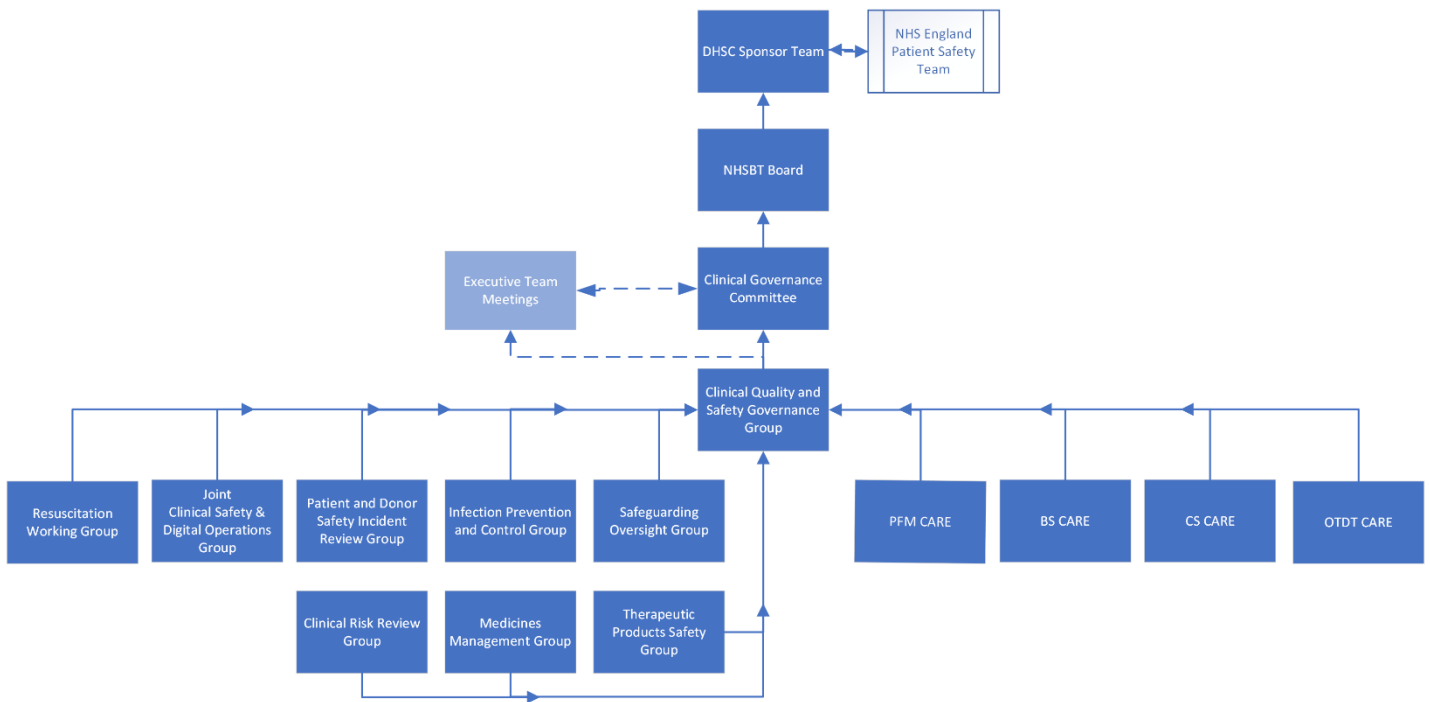 DHSC Sponsor Team
NHS England
Patient Safety
Team
NHSBT Board
Executive Team
Meetings
Clinical Governance
Committee
Clinical Quality and
Safety Governance
Group
Resuscitation
Working Group
Joint
Clinical Safety &
Digital Operations
Group
Patient and Donor
Safety Incident
Review Group
Infection Prevention
and Control Group
Safeguarding
Oversight Group
PFM CARE
BS CARE
CS CARE
OTDT CARE
Clinical Risk Review
Group
Medicines
Management Group
Therapeutic
Products Safety
Group